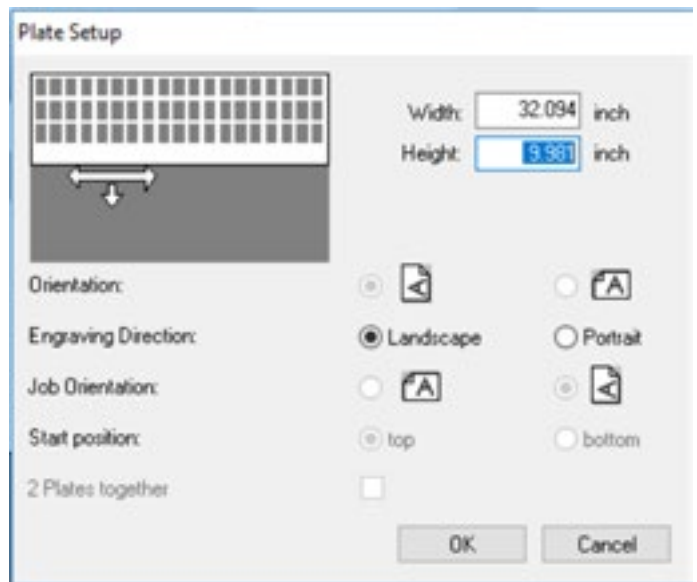 Plate Setup
Width: 32.094 inch
Height: 9.981 inch
Orientation: A A
Engraving Direction: Landscape Portrait
Job Orientation: A A
Start position: top bottom
2 Plates together
OK Cancel